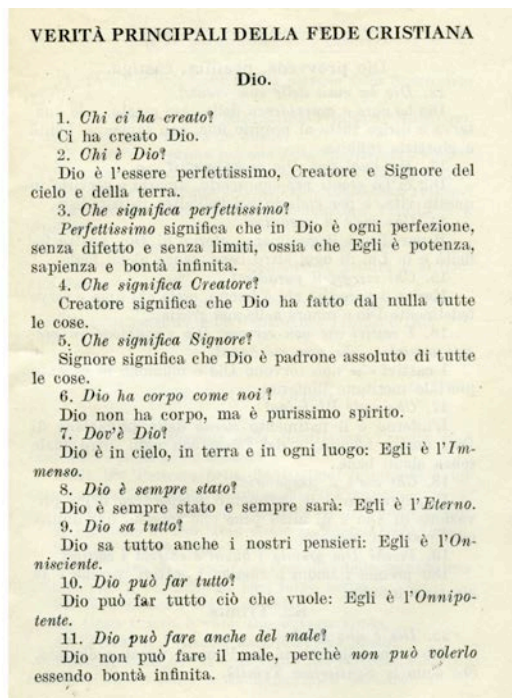 VERITÀ PRINCIPALI DELLA FEDE CRISTIANA
Dio.
1. Chi ci ha creato?
Ci ha creato Dio.
2. Chi è Dio?
Dio è l'essere perfettissimo, Creatore e Signore del
cielo e della terra.
3. Che significa perfettissimo?
Perfettissimo significa che in Dio è ogni perfezione,
senza difetto e senza limiti, ossia che Egli è potenza,
sapienza e bontà infinita.
4. Che significa Creatore?
Creatore significa che Dio ha fatto dal nulla tutte
le cose.
5. Che significa Signore?
Signore significa che Dio è padrone assoluto di tutte
le cose.
6. Dio ha corpo come noi?
Dio non ha corpo, ma è purissimo spirito.
7. Dov'è Dio?
Dio è in cielo, in terra e in ogni luogo: Egli è l'Im-
menso.
8. Dio è sempre stato?
Dio è sempre stato e sempre sarà: Egli è l'Eterno.
9. Dio sa tutto?
Dio sa tutto anche i nostri pensieri: Egli è l'On-
nisciente.
10. Dio può far tutto?
Dio può far tutto ciò che vuole: Egli è l'Onnipo-
tente.
11. Dio può fare anche del male?
Dio non può fare il male, perchè non può volerlo
essendo bontà infinita.